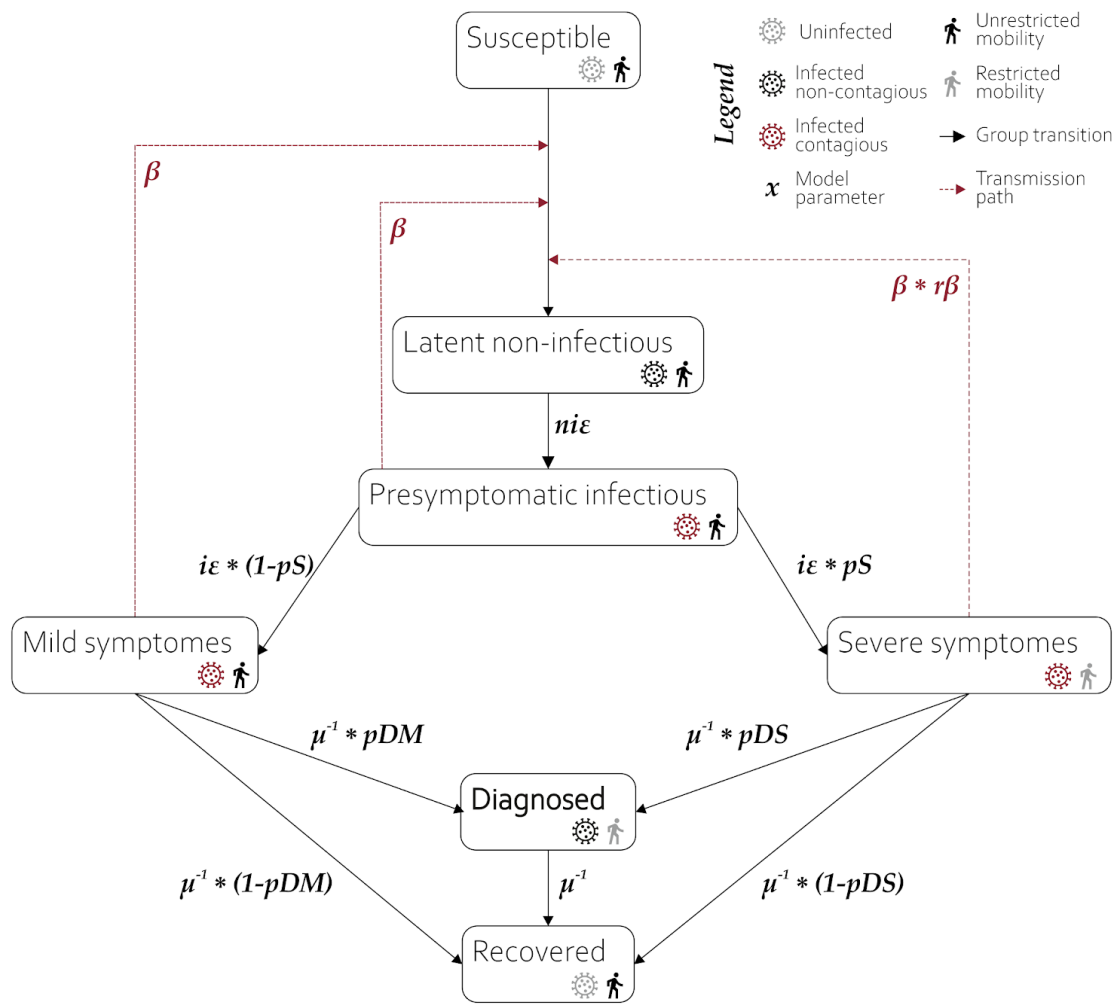 Susceptible
Legend
Uninfected
Unrestricted
mobility
Infected
non-contagious
Restricted
mobility
Infected
contagious
Group transition
x
Model
parameter
Transmission
path
β
β
β * rβ
Latent non-infectious
niε
Presymptomatic infectious
iε * (1-pS)
iε * pS
Mild symptomes
Severe symptomes
μ⁻¹ * pDM
μ⁻¹ * pDS
Diagnosed
μ⁻¹ * (1-pDM)
μ⁻¹
μ⁻¹ * (1-pDS)
Recovered